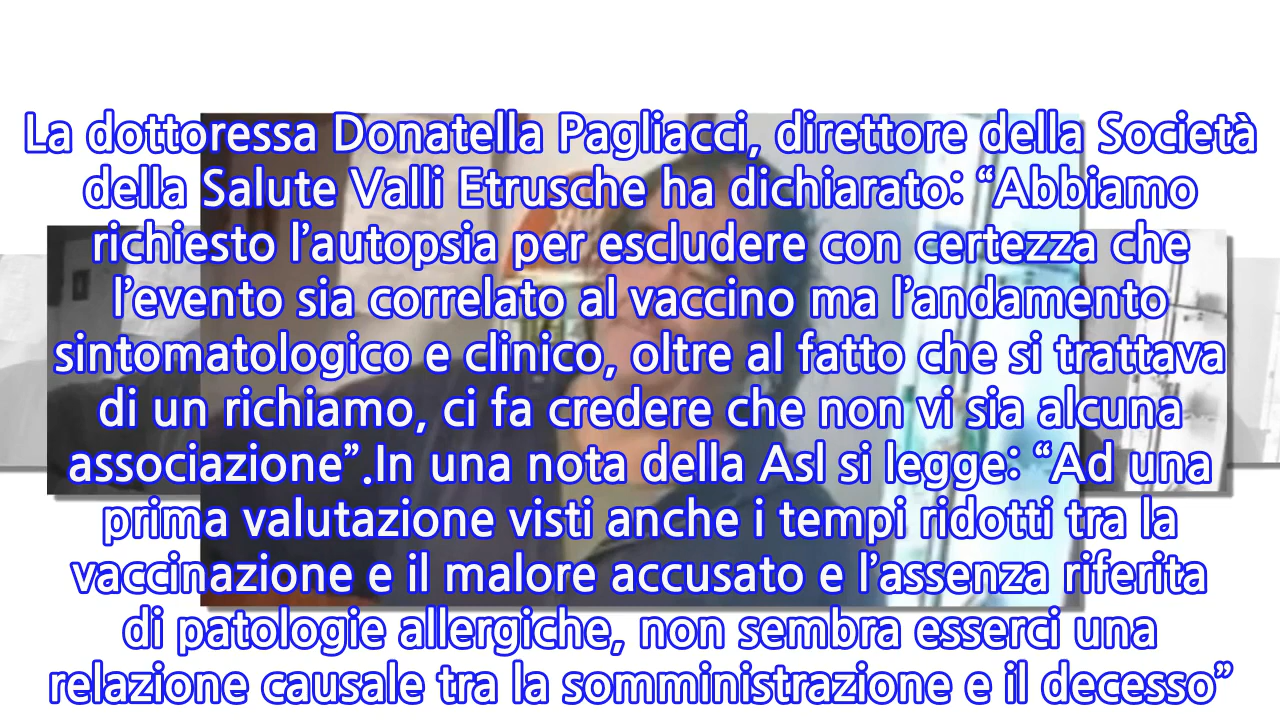 La dottoressa Donatella Pagliacci, direttore della Società
della Salute Valli Etrusche ha dichiarato: “Abbiamo
richiesto l’autopsia per escludere con certezza che
l’evento sia correlato al vaccino ma l’andamento
sintomatologico e clinico, oltre al fatto che si trattava
di un richiamo, ci fa credere che non vi sia alcuna
associazione”.In una nota della Asl si legge: “Ad una
prima valutazione visti anche i tempi ridotti tra la
vaccinazione e il malore accusato e l’assenza riferita
di patologie allergiche, non sembra esserci una
relazione causale tra la somministrazione e il decesso”